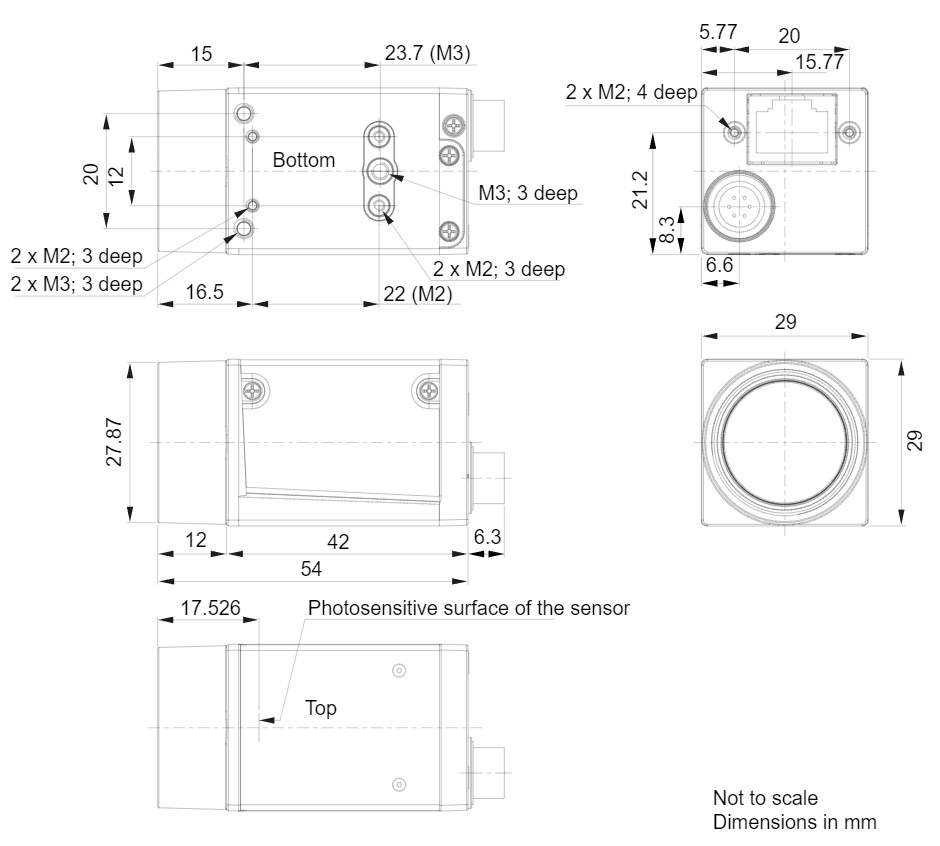 15
23.7 (M3)
20
12
Bottom
M3; 3 deep
2 x M2; 3 deep
2 x M3; 3 deep
2 x M2; 3 deep
16.5
22 (M2)
5.77
20
15.77
2 x M2; 4 deep
21.2
8.3
6.6
27.87
12
42
6.3
54
29
29
17.526
Photosensitive surface of the sensor
Top
Not to scale
Dimensions in mm